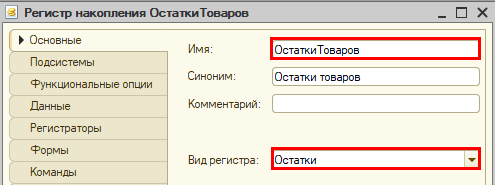 Регистр накопления ОстаткиТоваров
Основные
Подсистемы
Функциональные опции
Данные
Регистраторы
Формы
Команды
Имя: ОстаткиТоваров
Синоним: Остатки товаров
Комментарий:
Вид регистра: Остатки